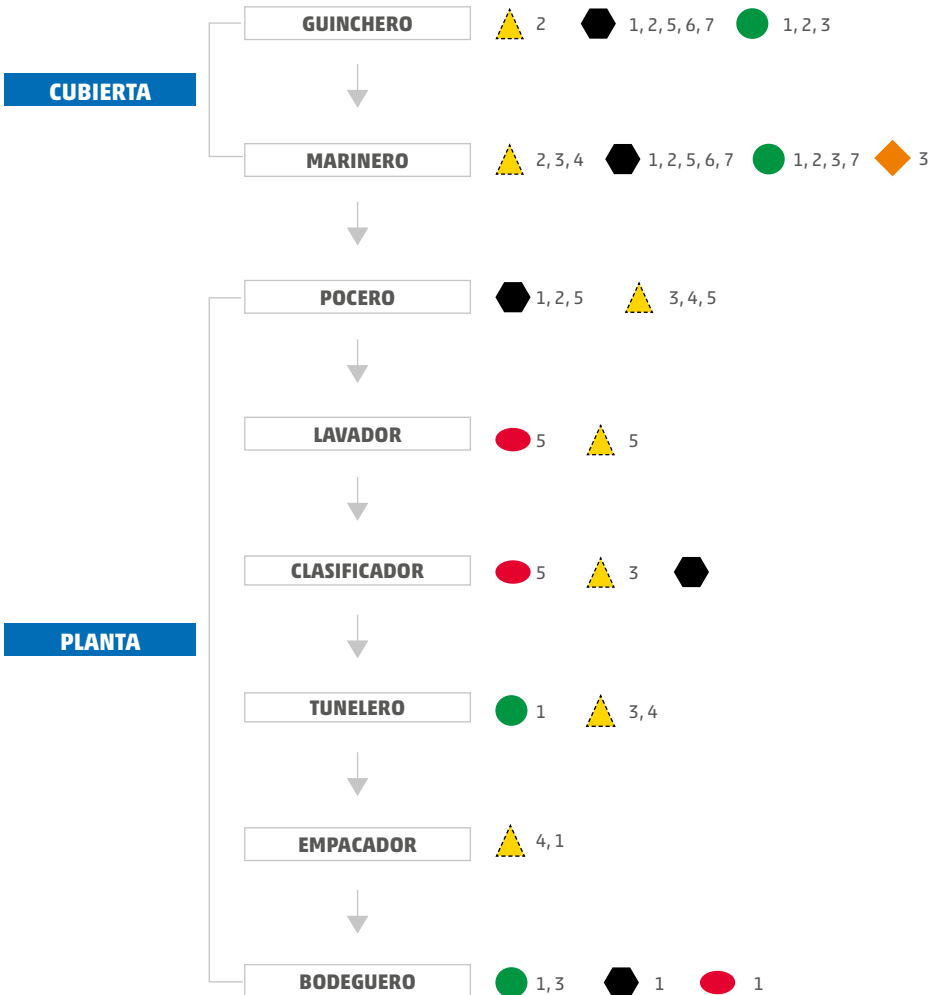 GUINCHERO 2 1, 2, 5, 6, 7 1, 2, 3
CUBIERTA
MARINERO 2, 3, 4 1, 2, 5, 6, 7 1, 2, 3, 7 3
POCERO 1, 2, 5 3, 4, 5
LAVADOR 5 5
CLASIFICADOR 5 3
PLANTA
TUNELERO 1 3, 4
EMPACADOR 4, 1
BODEGUERO 1, 3 1 1